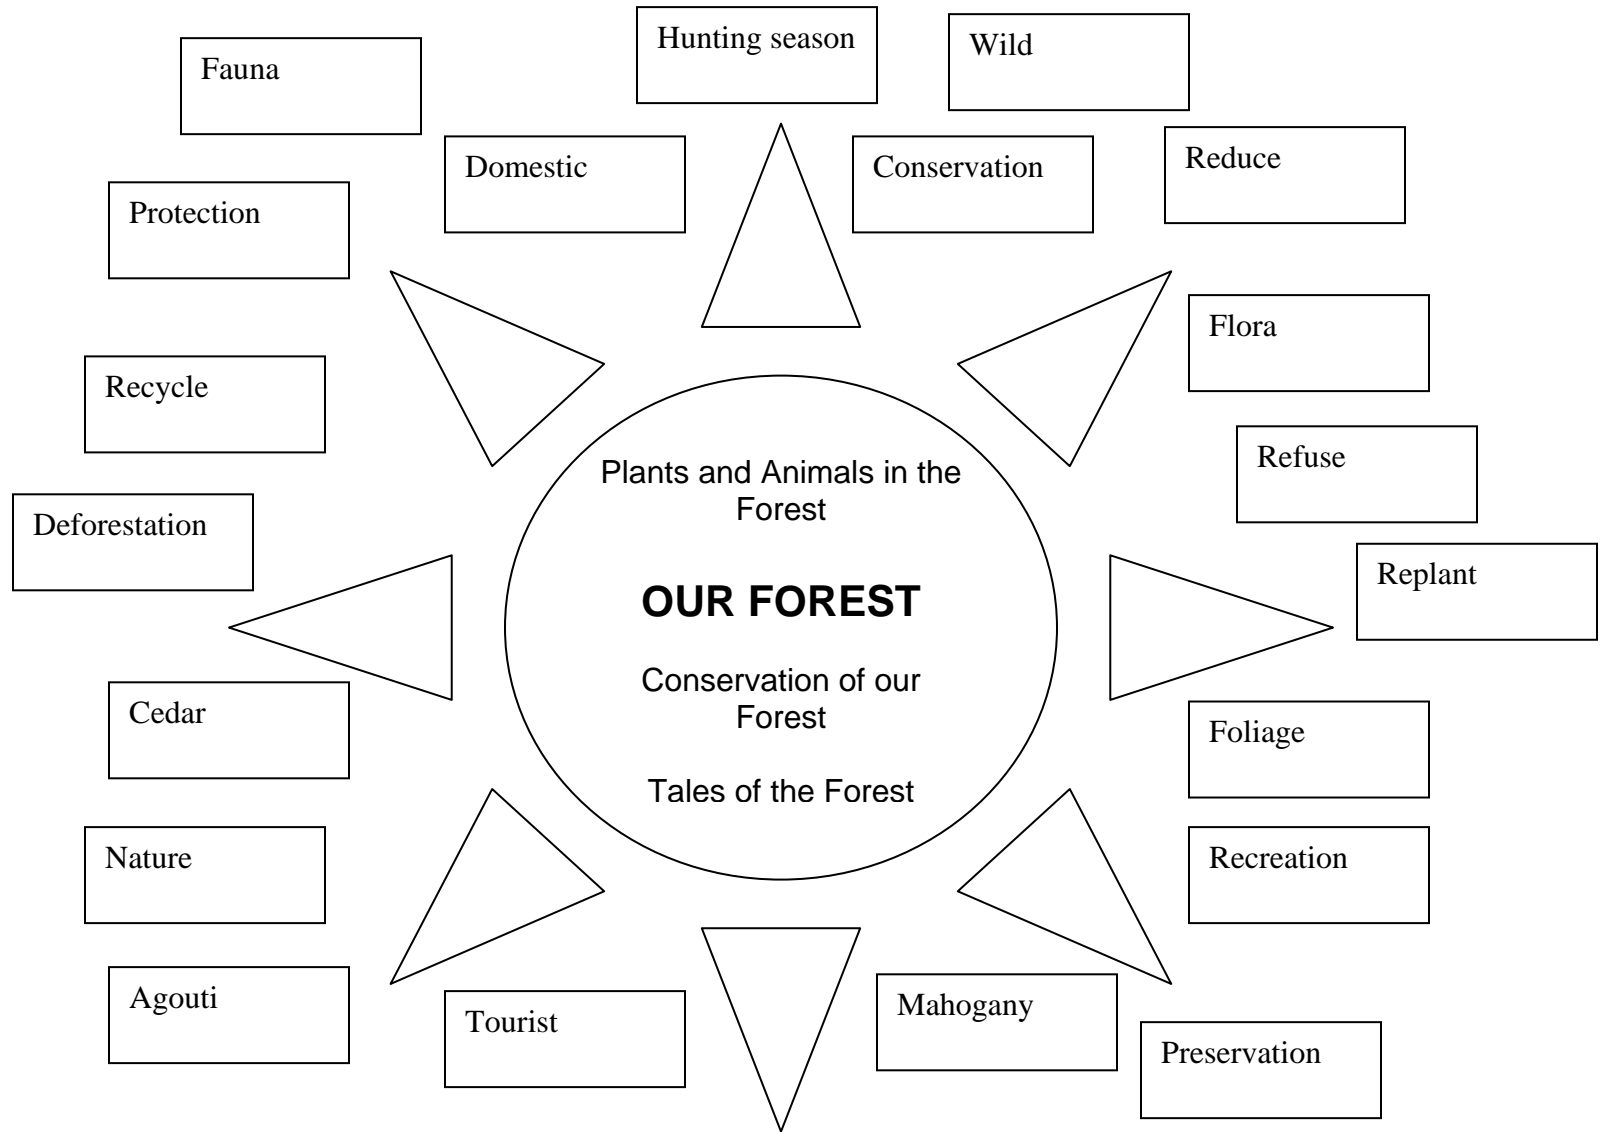 Hunting season
Wild
Fauna
Domestic
Conservation
Reduce
Protection
Flora
Recycle
Refuse
Deforestation
Replant
Plants and Animals in the
Forest
OUR FOREST
Conservation of our
Forest
Tales of the Forest
Cedar
Foliage
Nature
Recreation
Agouti
Tourist
Mahogany
Preservation